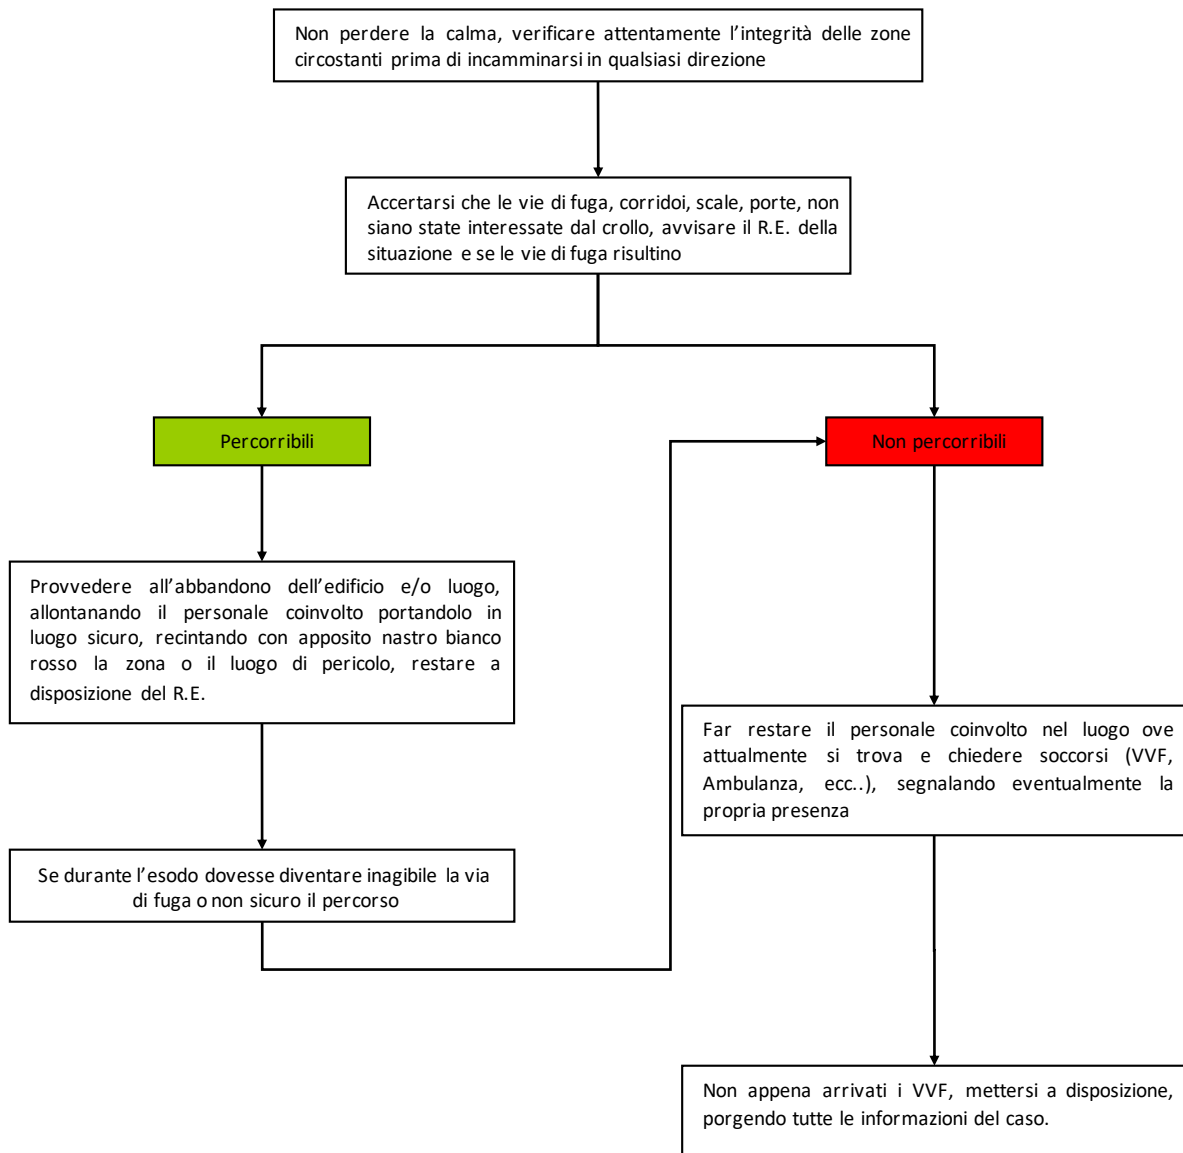 Non perdere la calma, verificare attentamente l’integrità delle zone
circostanti prima di incamminarsi in qualsiasi direzione
Accertarsi che le vie di fuga, corridoi, scale, porte, non
siano state interessate dal crollo, avvisare il R.E. della
situazione e se le vie di fuga risultino
Percorribili
Non percorribili
Provvedere all’abbandono dell’edificio e/o luogo,
allontanando il personale coinvolto portandolo in
luogo sicuro, recintando con apposito nastro bianco
rosso la zona o il luogo di pericolo, restare a
disposizione del R.E.
Far restare il personale coinvolto nel luogo ove
attualmente si trova e chiedere soccorsi (VVF,
Ambulanza, ecc..), segnalando eventualmente la
propria presenza
Se durante l’esodo dovesse diventare inagibile la via
di fuga o non sicuro il percorso
Non appena arrivati i VVF, mettersi a disposizione,
porgendo tutte le informazioni del caso.